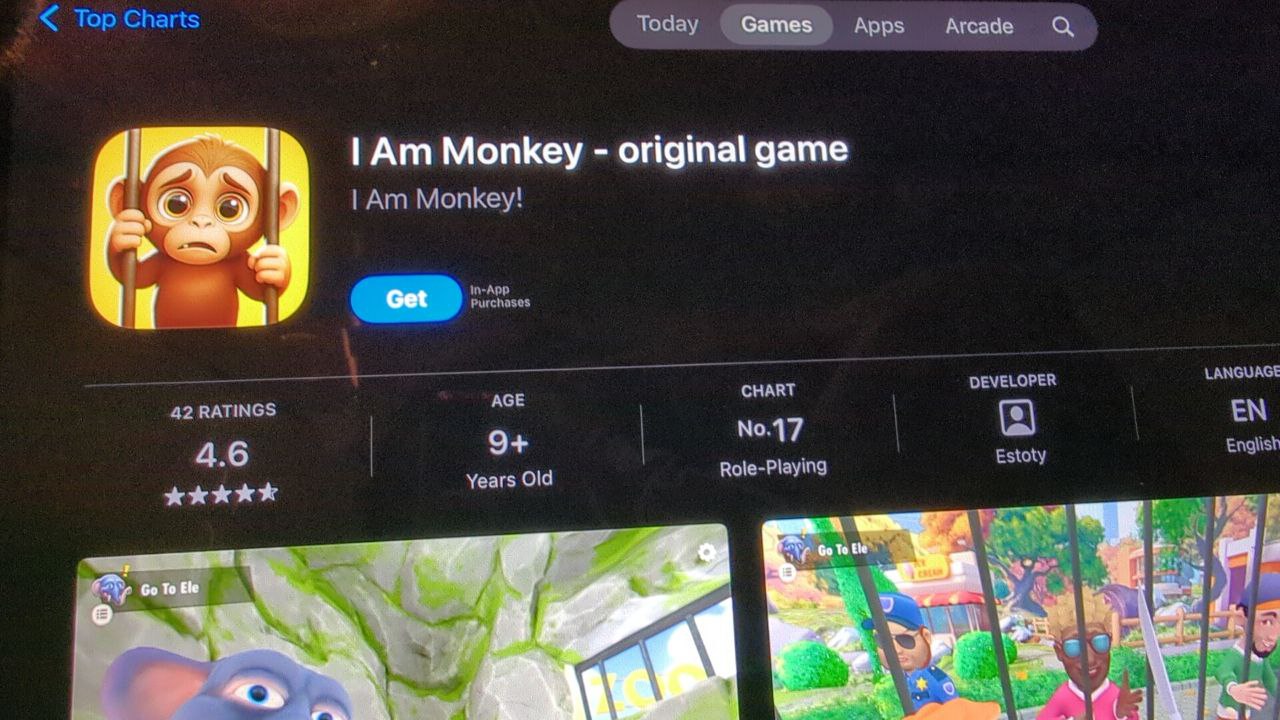 Top Charts
Today Games Apps Arcade
I Am Monkey - original game
I Am Monkey!
Get
In-App
Purchases
42 RATINGS
4.6
AGE
9+
Years Old
CHART
No.17
Role-Playing
DEVELOPER
Estoty
LANGUAGE
EN
English
Go To Ele
ZOO
Go To Ele
ICE CREAM